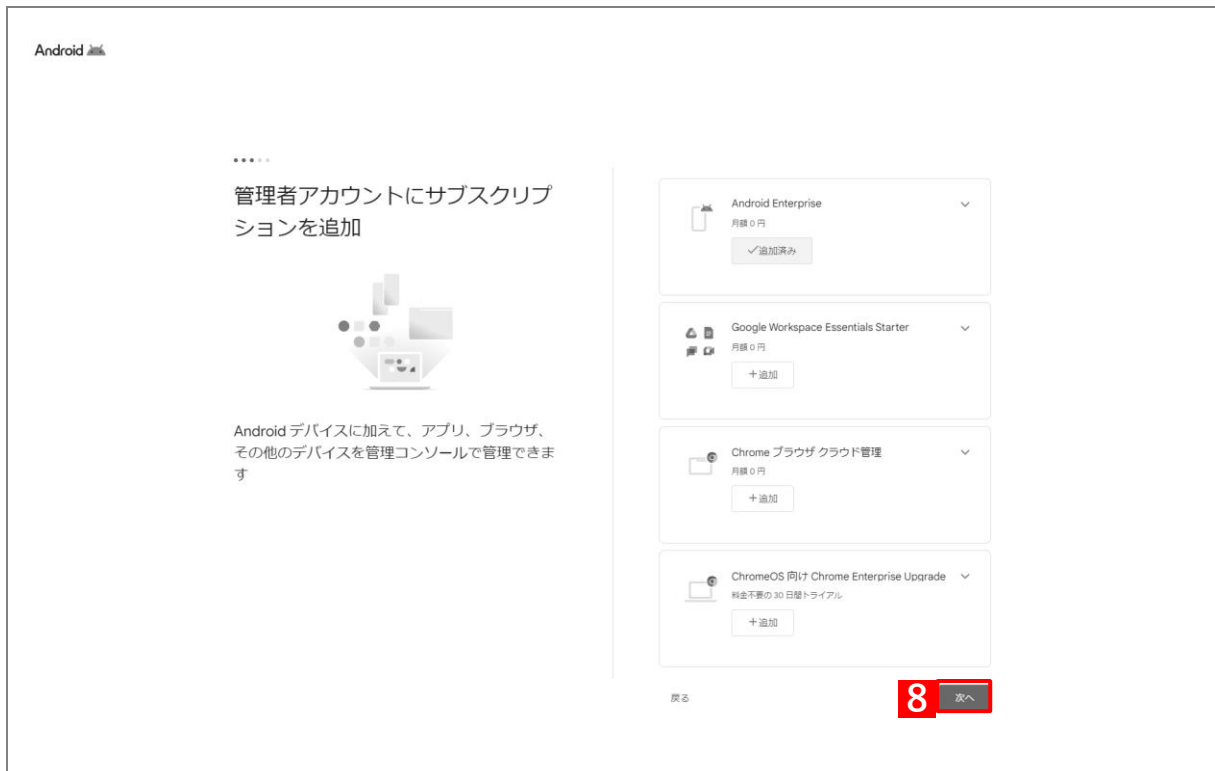 Android
管理者アカウントにサブスクリプ
ションを追加
Android デバイスに加えて、アプリ、ブラウザ、
その他のデバイスを管理コンソールで管理できま
す
Android Enterprise
月額 0 円
✓追加済み
Google Workspace Essentials Starter
月額 0 円
+追加
Chrome ブラウザ クラウド管理
月額 0 円
+追加
ChromeOS 向け Chrome Enterprise Upgrade
料金不要の 30 日間トライアル
+追加
戻る
8
次へ